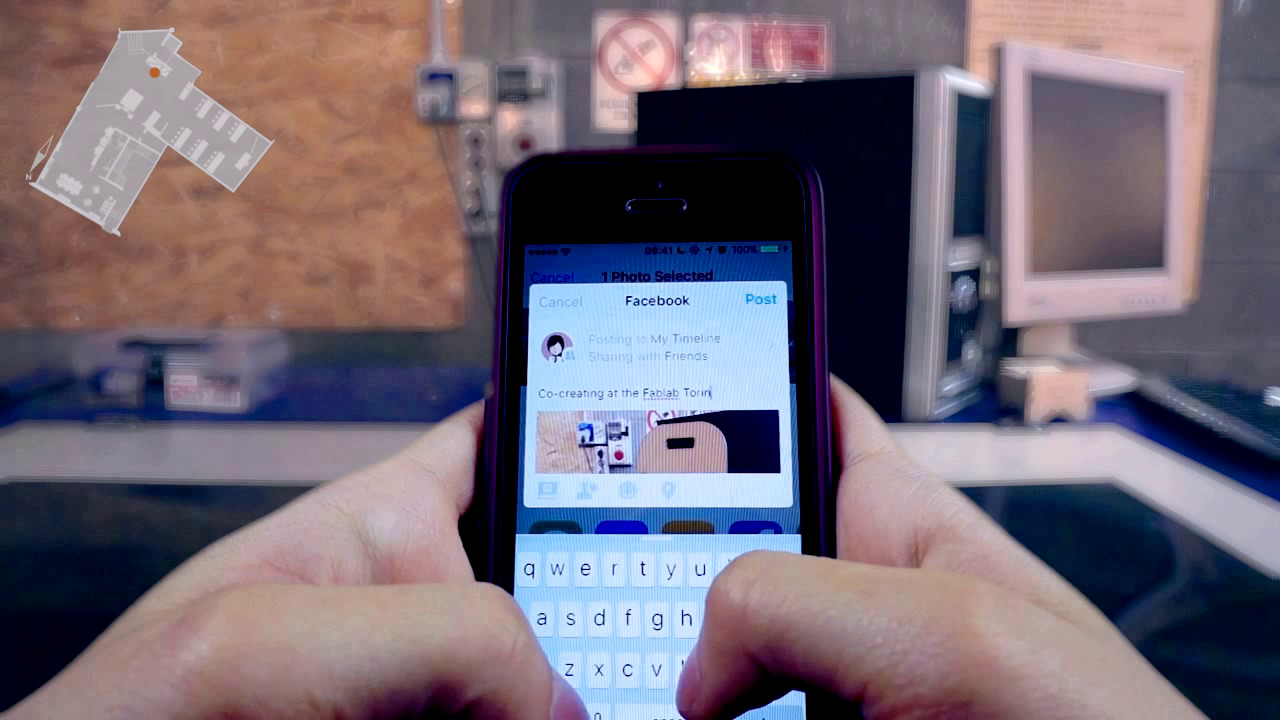 N
09:41 100%
Cancel 1 Photo Selected
Cancel Facebook Post
Posting to My Timeline
Sharing with Friends
Co-creating at the Fablab Torin
q w e r t y u
a s d f g h
z x c v